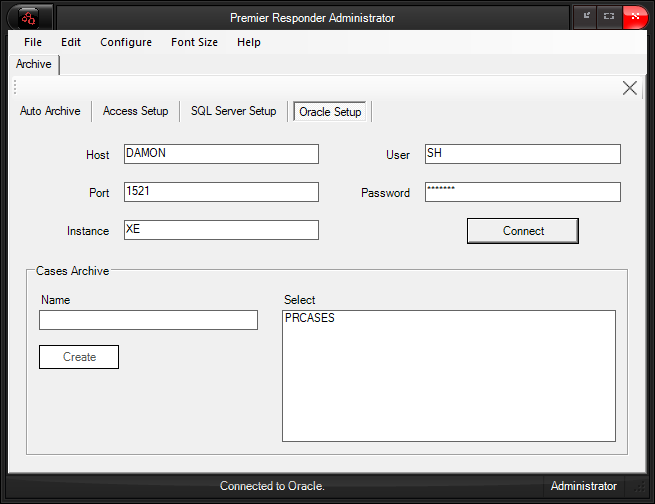 Premier Responder Administrator
File Edit Configure Font Size Help
Archive
Auto Archive Access Setup SQL Server Setup Oracle Setup
Host DAMON User SH
Port 1521 Password *******
Instance XE Connect
Cases Archive
Name Select
PRCASES
Create
Connected to Oracle. Administrator